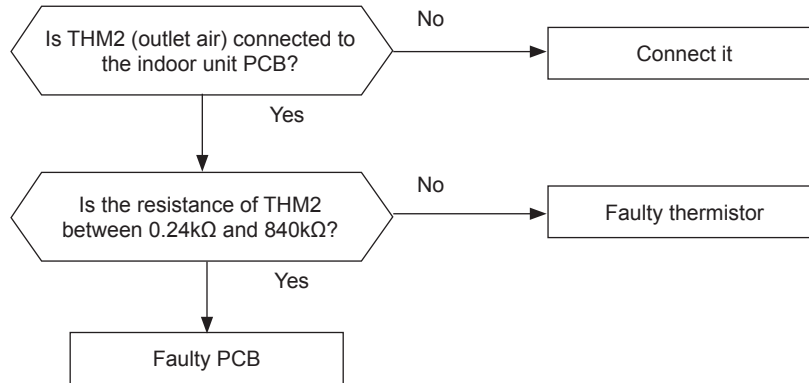 Is THM2 (outlet air) connected to
the indoor unit PCB?
No
Connect it
Yes
Is the resistance of THM2
between 0.24kΩ and 840kΩ?
No
Faulty thermistor
Yes
Faulty PCB